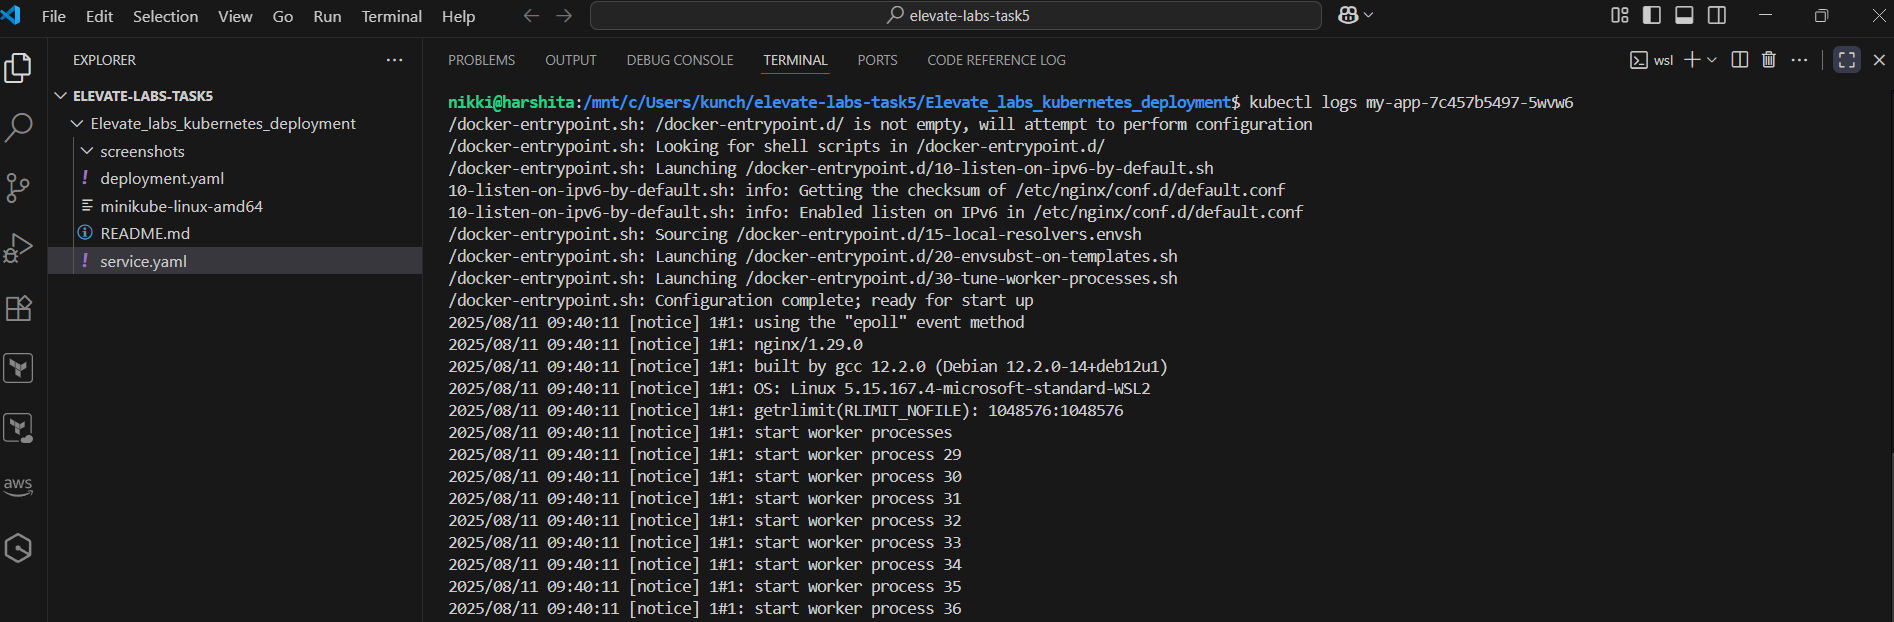 File Edit Selection View Go Run Terminal Help
elevate-labs-task5
EXPLORER
ELEVATE-LABS-TASK5
Elevate_labs_kubernetes_deployment
screenshots
! deployment.yaml
minikube-linux-amd64
README.md
! service.yaml
aws
PROBLEMS OUTPUT DEBUG CONSOLE TERMINAL PORTS CODE REFERENCE LOG
wsl
nikki@harshita:/mnt/c/Users/kunch/elevate-labs-task5/Elevate_labs_kubernetes_deployment$ kubectl logs my-app-7c457b5497-5wvw6
/docker-entrypoint.sh: /docker-entrypoint.d/ is not empty, will attempt to perform configuration
/docker-entrypoint.sh: Looking for shell scripts in /docker-entrypoint.d/
/docker-entrypoint.sh: Launching /docker-entrypoint.d/10-listen-on-ipv6-by-default.sh
10-listen-on-ipv6-by-default.sh: info: Getting the checksum of /etc/nginx/conf.d/default.conf
10-listen-on-ipv6-by-default.sh: info: Enabled listen on IPv6 in /etc/nginx/conf.d/default.conf
/docker-entrypoint.sh: Sourcing /docker-entrypoint.d/15-local-resolvers.envsh
/docker-entrypoint.sh: Launching /docker-entrypoint.d/20-envsubst-on-templates.sh
/docker-entrypoint.sh: Launching /docker-entrypoint.d/30-tune-worker-processes.sh
/docker-entrypoint.sh: Configuration complete; ready for start up
2025/08/11 09:40:11 [notice] 1#1: using the "epoll" event method
2025/08/11 09:40:11 [notice] 1#1: nginx/1.29.0
2025/08/11 09:40:11 [notice] 1#1: built by gcc 12.2.0 (Debian 12.2.0-14+deb12u1)
2025/08/11 09:40:11 [notice] 1#1: OS: Linux 5.15.167.4-microsoft-standard-WSL2
2025/08/11 09:40:11 [notice] 1#1: getrlimit(RLIMIT_NOFILE): 1048576:1048576
2025/08/11 09:40:11 [notice] 1#1: start worker processes
2025/08/11 09:40:11 [notice] 1#1: start worker process 29
2025/08/11 09:40:11 [notice] 1#1: start worker process 30
2025/08/11 09:40:11 [notice] 1#1: start worker process 31
2025/08/11 09:40:11 [notice] 1#1: start worker process 32
2025/08/11 09:40:11 [notice] 1#1: start worker process 33
2025/08/11 09:40:11 [notice] 1#1: start worker process 34
2025/08/11 09:40:11 [notice] 1#1: start worker process 35
2025/08/11 09:40:11 [notice] 1#1: start worker process 36